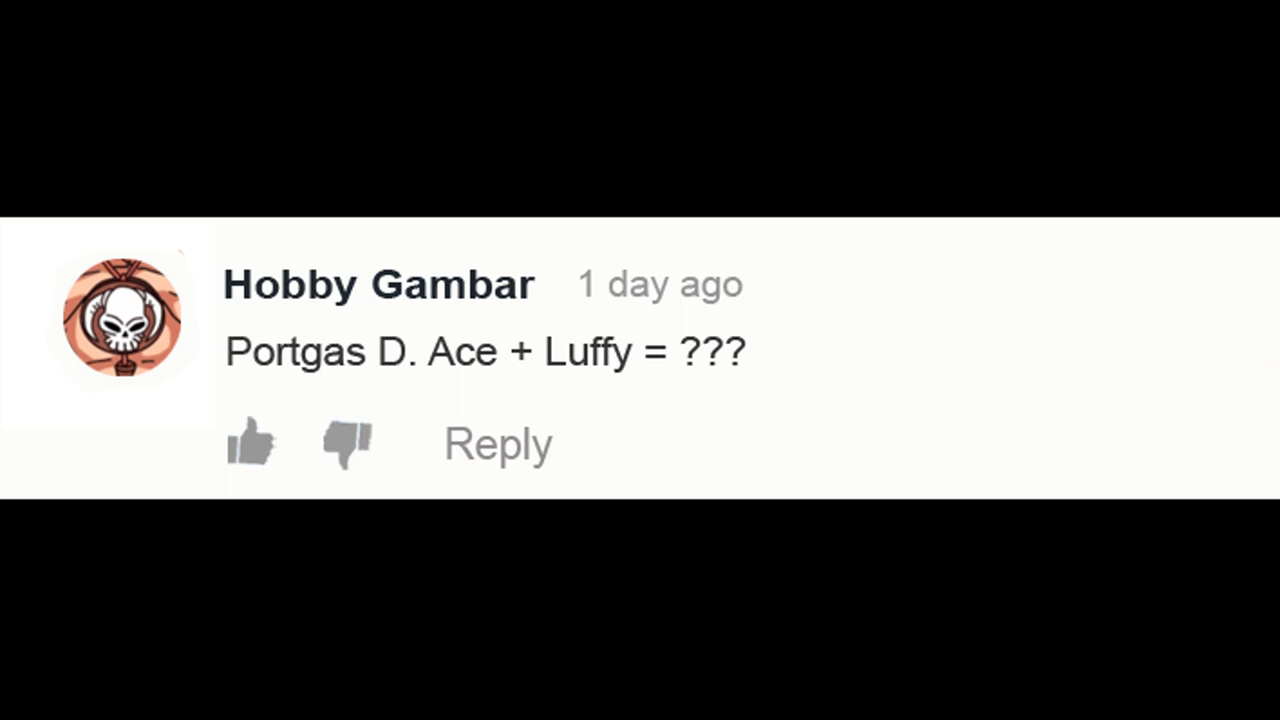 Hobby Gambar 1 day ago
Portgas D. Ace + Luffy = ???
Reply